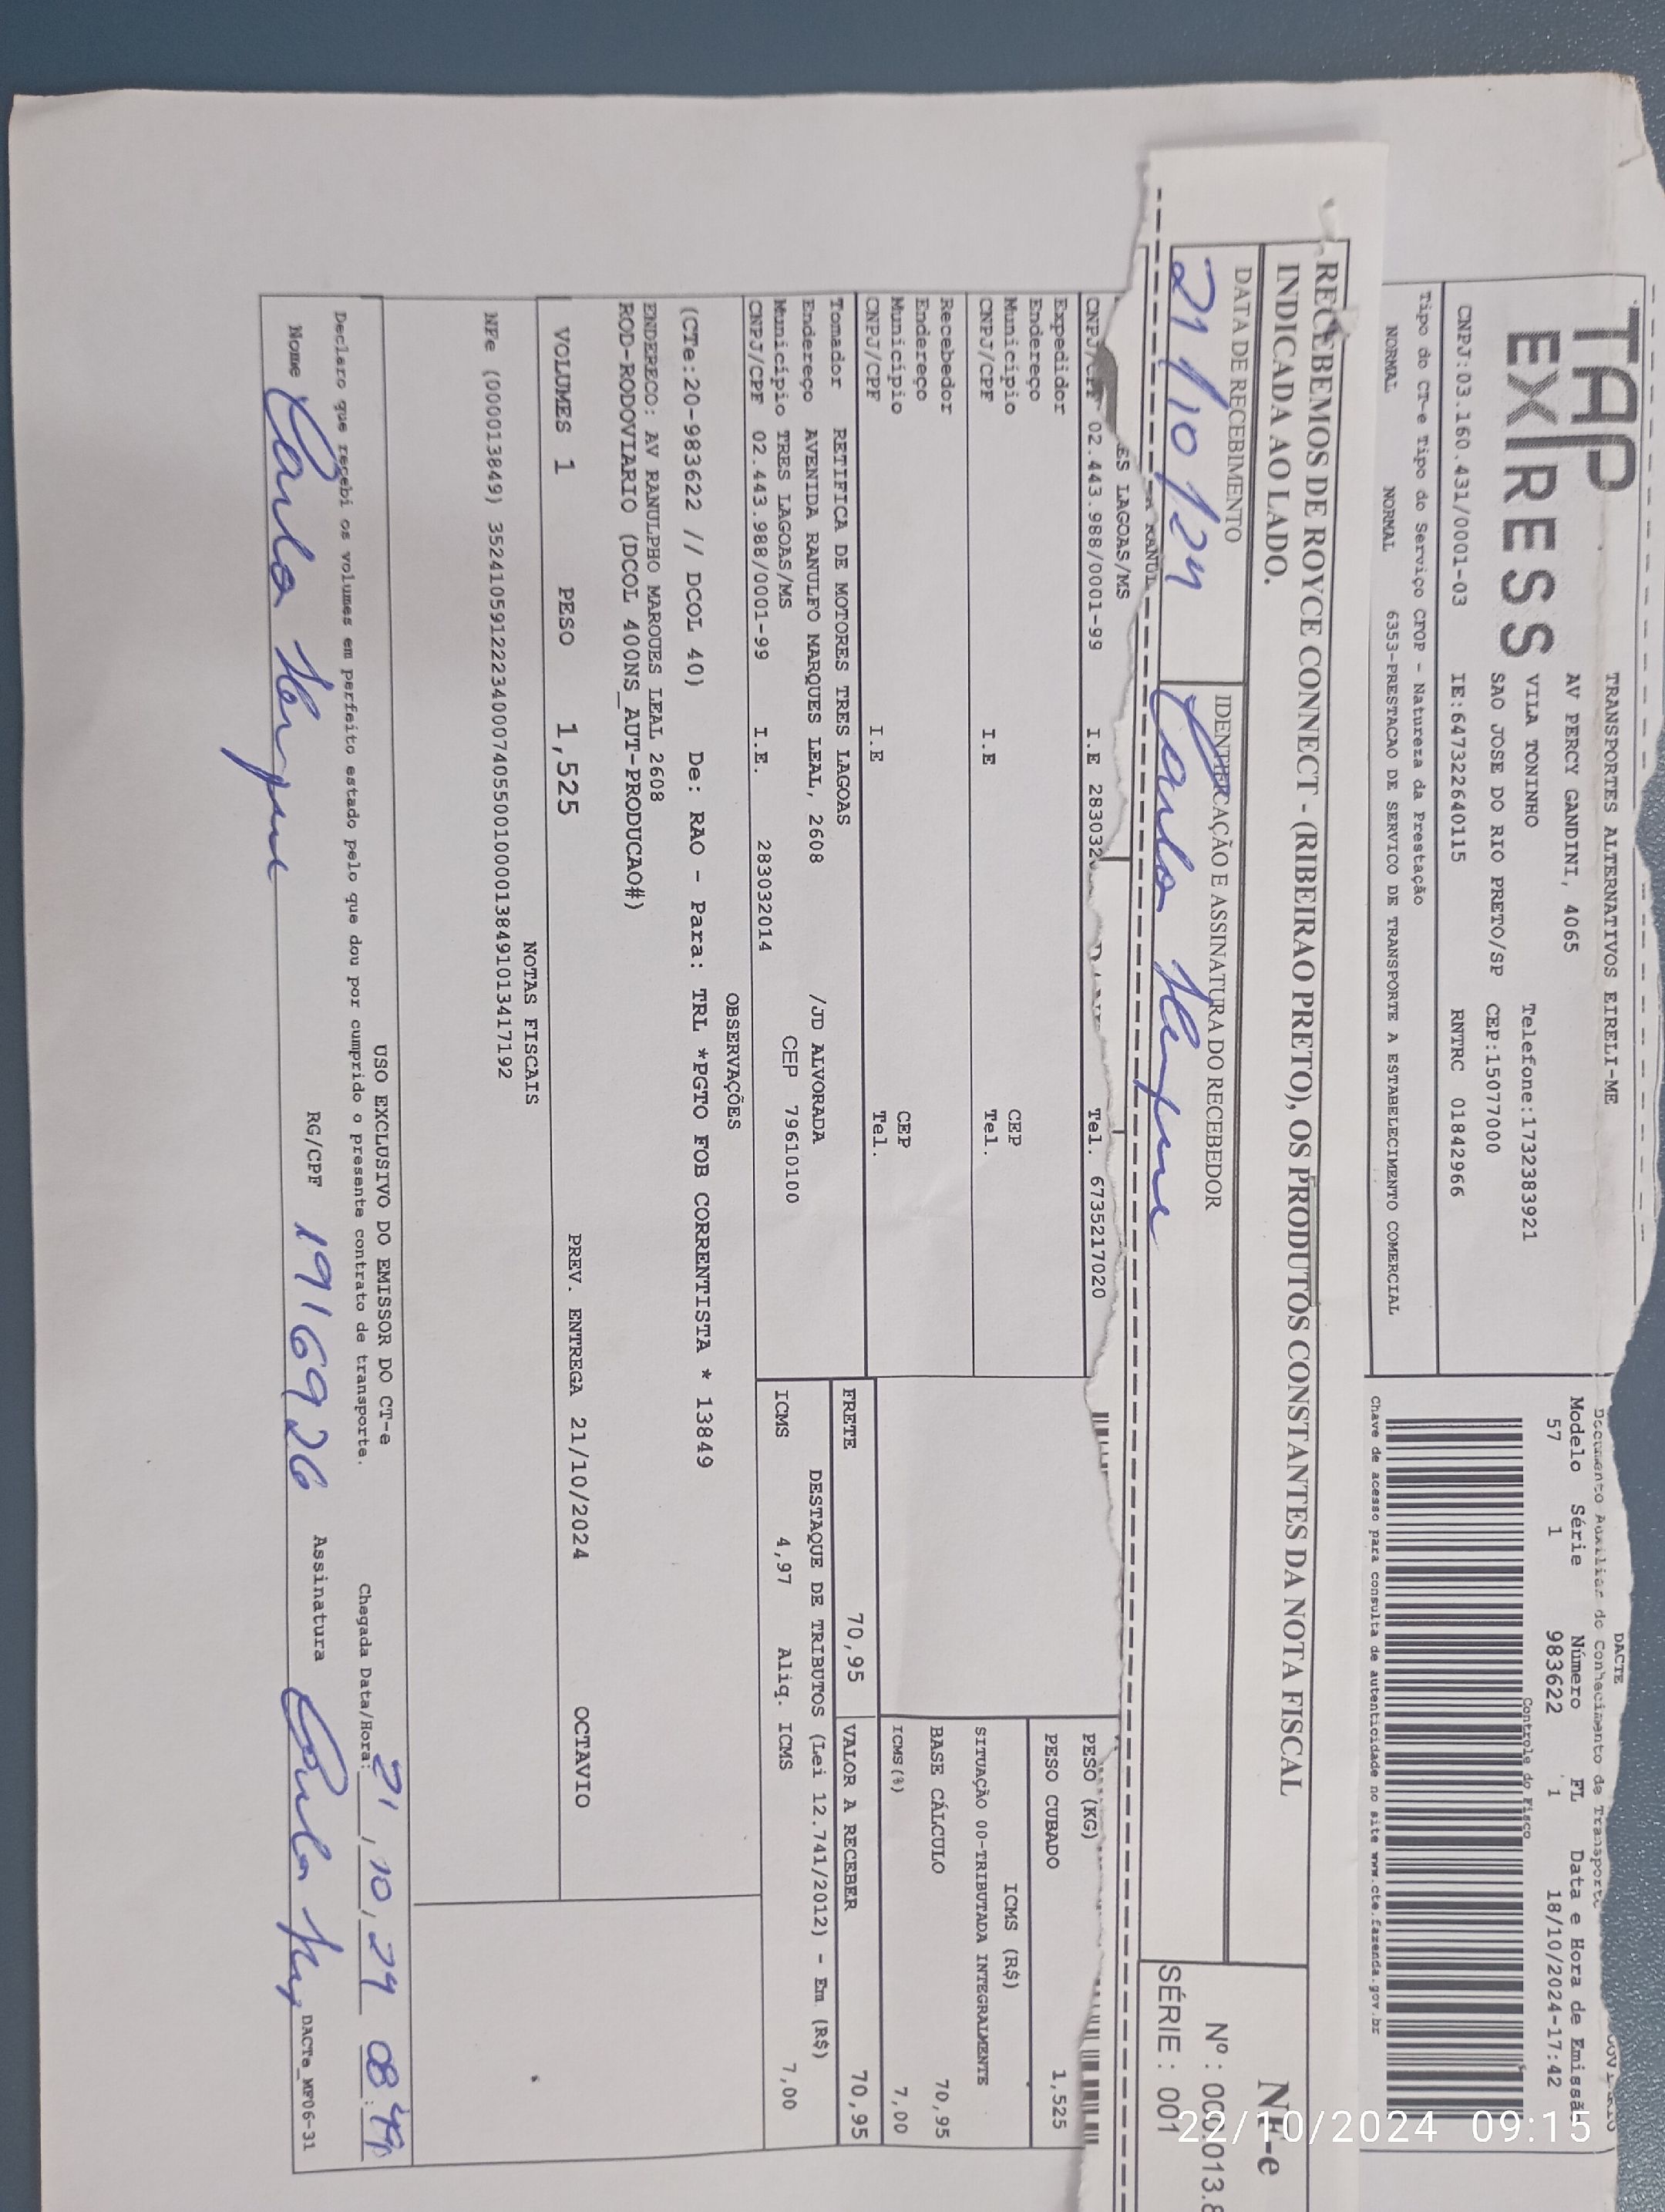 TAP
EXPRESS
TRANSPORTES ALTERNATIVOS EIRELI-ME
AV PERCY GANDINI, 4065
VILA TONINHO Telefone:1732383921
SAO JOSE DO RIO PRETO/SP CEP:15077000
CNPJ:03.160.431/0001-03 IE:647322640115 RNTRC 01842966
Tipo do CT-e Tipo do Serviço CFOP - Natureza da Prestação
NORMAL NORMAL 6353-PRESTACAO DE SERVICO DE TRANSPORTE A ESTABELECIMENTO COMERCIAL
DACTE
Documento Auxiliar do Conhecimento de Transporte
Modelo Série Número FL Data e Hora de Emissã
57 1 983622 1 18/10/2024-17:42
Controle do Fisco
Chave de acesso para consulta de autenticidade no site www.cte.fazenda.gov.br
RECEBEMOS DE ROYCE CONNECT - (RIBEIRAO PRETO), OS PRODUTOS CONSTANTES DA NOTA FISCAL
INDICADA AO LADO.
DATA DE RECEBIMENTO IDENTIFICAÇÃO E ASSINATURA DO RECEBEDOR
21/10/24 Carlos Henrique
NF-e
Nº: 000.013.8
SÉRIE: 001
ES LAGOAS/MS
CNPJ/CPF 02.443.988/0001-99 I.E 283032 Tel. 6735217020
Expedidor
Endereço
Município CEP
CNPJ/CPF I.E Tel.
Recebedor
Endereço
Município CEP
CNPJ/CPF I.E Tel.
PESO (KG)
PESO CUBADO 1,525
ICMS (R$)
SITUAÇÃO 00-TRIBUTADA INTEGRALMENTE
BASE CÁLCULO 70,95
ICMS(%) 7,00
Tomador RETIFICA DE MOTORES TRES LAGOAS
Endereço AVENIDA RANULFO MARQUES LEAL, 2608 /JD ALVORADA
Município TRES LAGOAS/MS CEP 79610100
CNPJ/CPF 02.443.988/0001-99 I.E. 283032014
FRETE 70,95 VALOR A RECEBER 70,95
DESTAQUE DE TRIBUTOS (Lei 12.741/2012) - Em (R$)
ICMS 4,97 Aliq. ICMS 7,00
OBSERVAÇÕES
(CTe:20-983622 // DCOL 40) De: RAO - Para: TRL *PGTO FOB CORRENTISTA * 13849
ENDERECO: AV RANULPHO MARQUES LEAL 2608
ROD-RODOVIARIO (DCOL 400NS_AUT-PRODUCAO#)
VOLUMES 1 PESO 1,525 PREV. ENTREGA 21/10/2024 OCTAVIO
NOTAS FISCAIS
NFe (000013849) 35241059122234000740550010000138491013417192
USO EXCLUSIVO DO EMISSOR DO CT-e
Declaro que recebi os volumes em perfeito estado pelo que dou por cumprido o presente contrato de transporte.
Chegada Data/Hora: 21/10/24 08:49
Nome Carlos Henrique RG/CPF 19169926 Assinatura
DACTe_MF06-31
22/10/2024 09:15